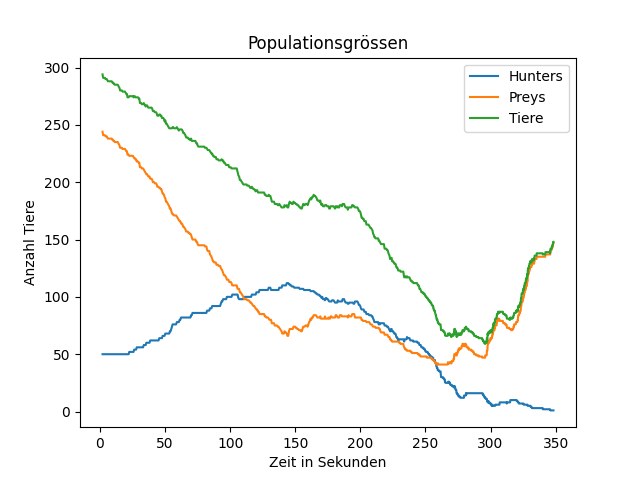 Populationsgrössen
Hunters
Preys
Tiere
Anzahl Tiere
300
250
200
150
100
50
0
0 50 100 150 200 250 300 350
Zeit in Sekunden